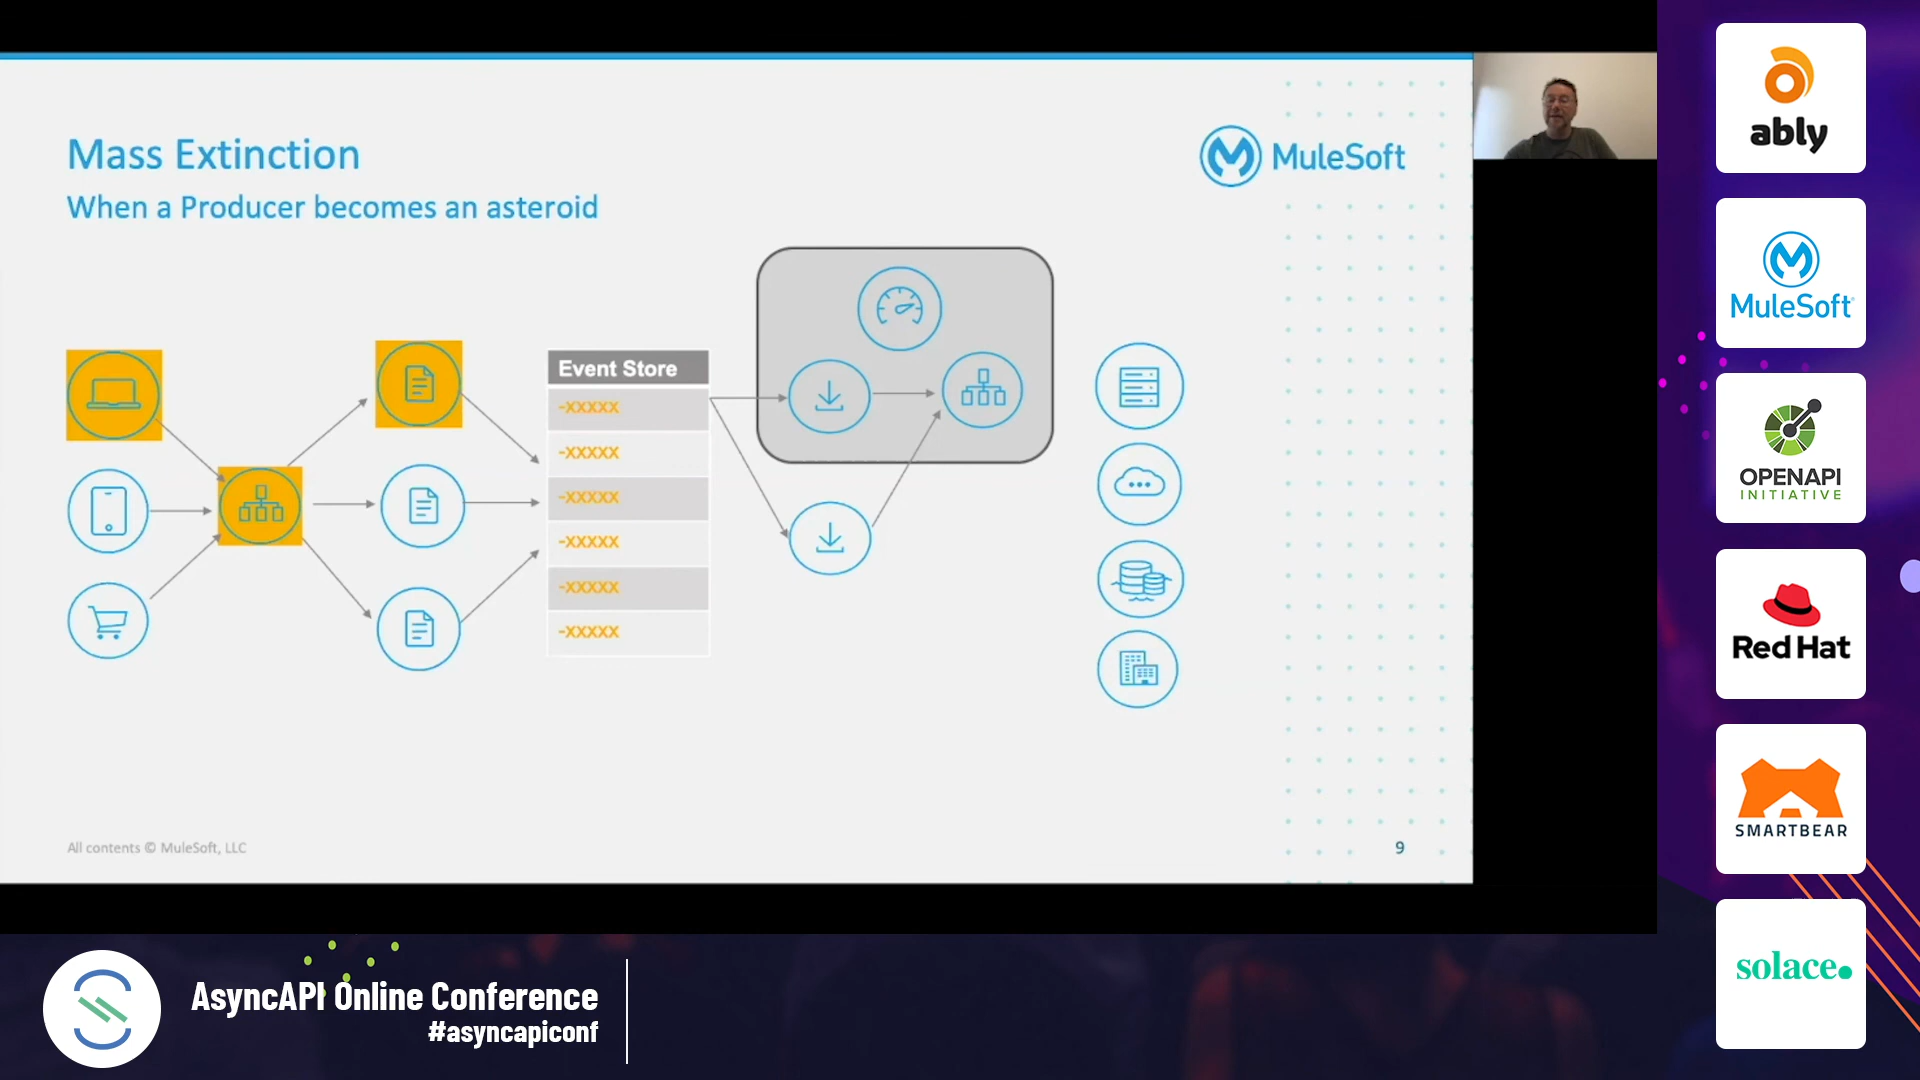 Mass Extinction
When a Producer becomes an asteroid
MuleSoft
Event Store
-XXXXX
-XXXXX
-XXXXX
-XXXXX
-XXXXX
-XXXXX
All contents © MuleSoft, LLC
9
ably
MuleSoft
OPENAPI
INITIATIVE
Red Hat
SMARTBEAR
solace.
AsyncAPI Online Conference
#asyncapiconf